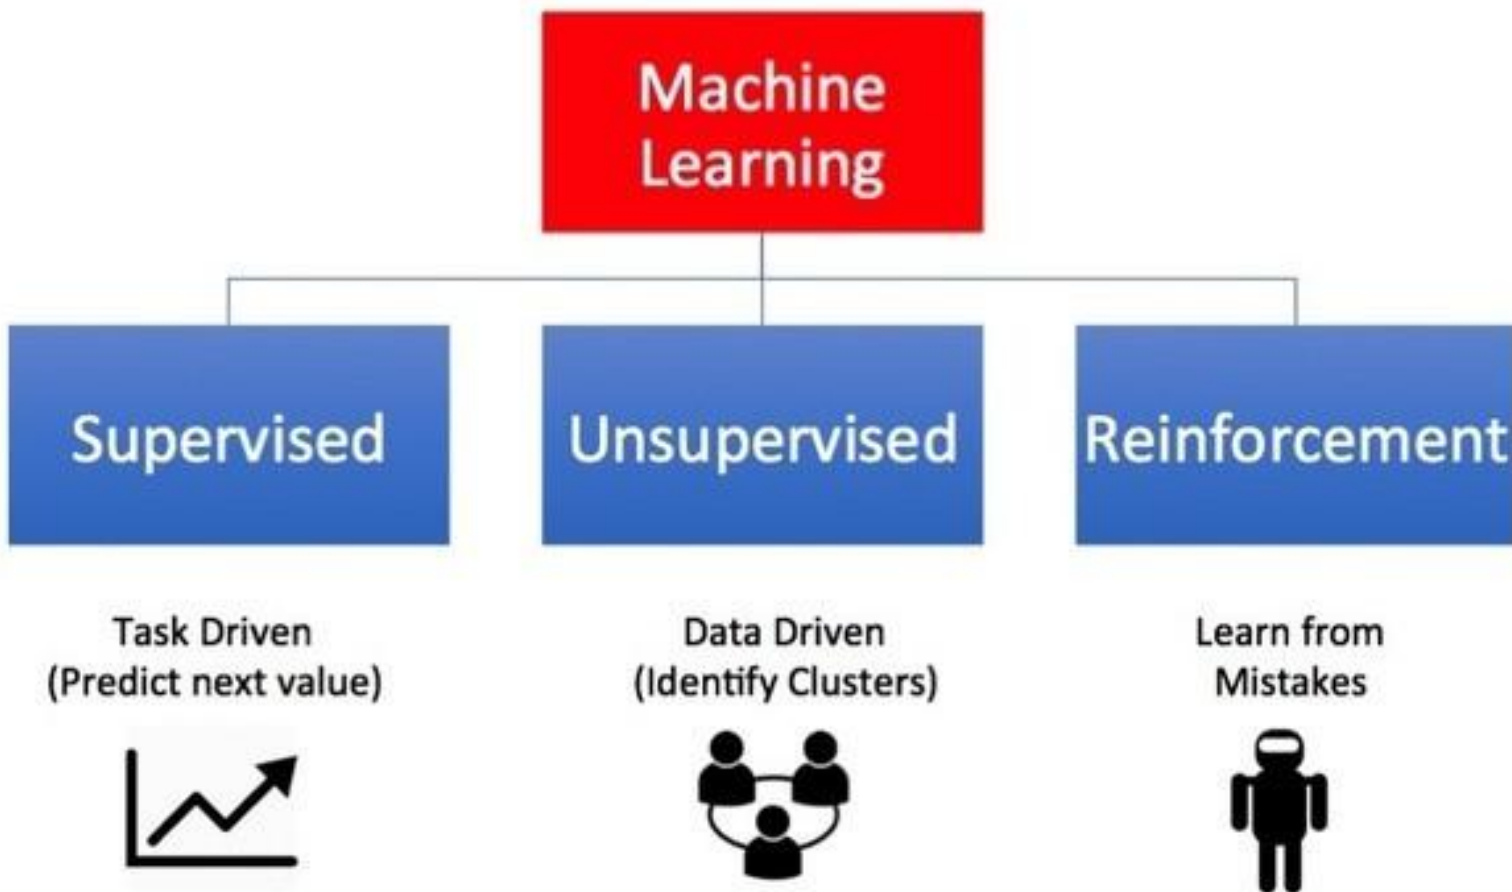 Machine
Learning
Supervised
Unsupervised
Reinforcement
Task Driven
(Predict next value)
Data Driven
(Identify Clusters)
Learn from
Mistakes